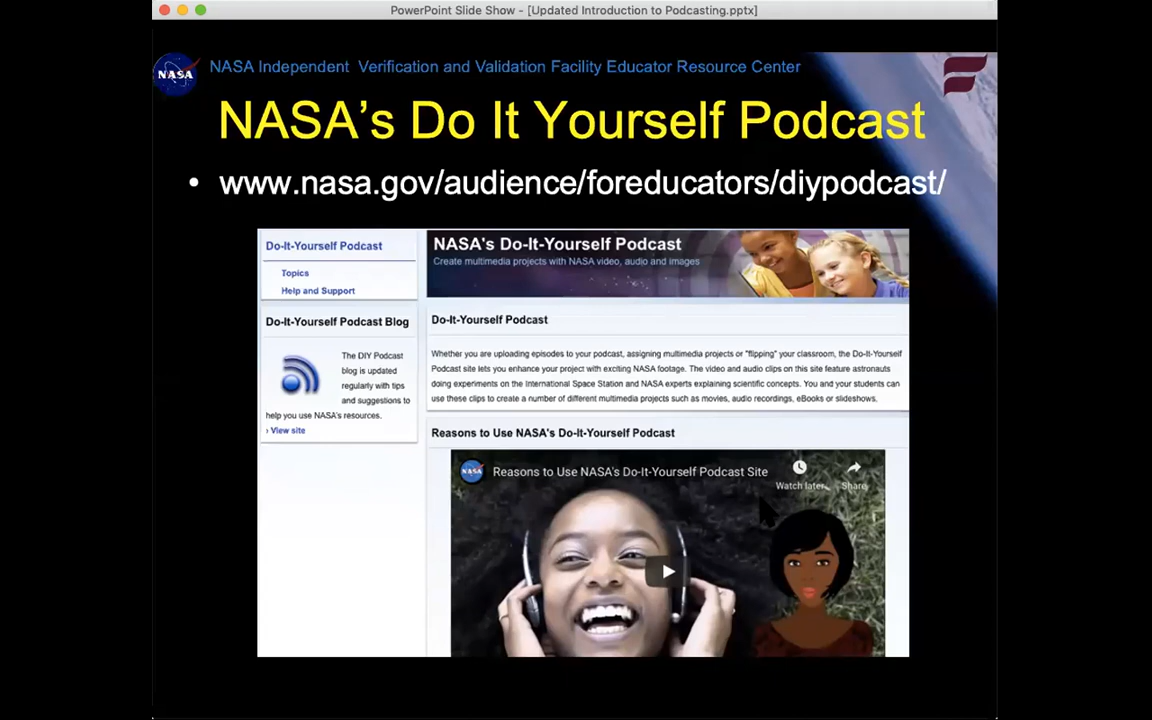 PowerPoint Slide Show - [Updated Introduction to Podcasting.pptx]
NASA
NASA Independent Verification and Validation Facility Educator Resource Center
NASA's Do It Yourself Podcast
• www.nasa.gov/audience/foreducators/diypodcast/
Do-It-Yourself Podcast
Topics
Help and Support
Do-It-Yourself Podcast Blog
The DIY Podcast
blog is updated
regularly with tips
and suggestions to
help you use NASA's resources.
› View site
NASA's Do-It-Yourself Podcast
Create multimedia projects with NASA video, audio and images
Do-It-Yourself Podcast
Whether you are uploading episodes to your podcast, assigning multimedia projects or "flipping" your classroom, the Do-It-Yourself
Podcast site lets you enhance your project with exciting NASA footage. The video and audio clips on this site feature astronauts
doing experiments on the International Space Station and NASA experts explaining scientific concepts. You and your students can
use these clips to create a number of different multimedia projects such as movies, audio recordings, eBooks or slideshows.
Reasons to Use NASA's Do-It-Yourself Podcast
NASA
Reasons to Use NASA's Do-It-Yourself Podcast Site
Watch later
Share